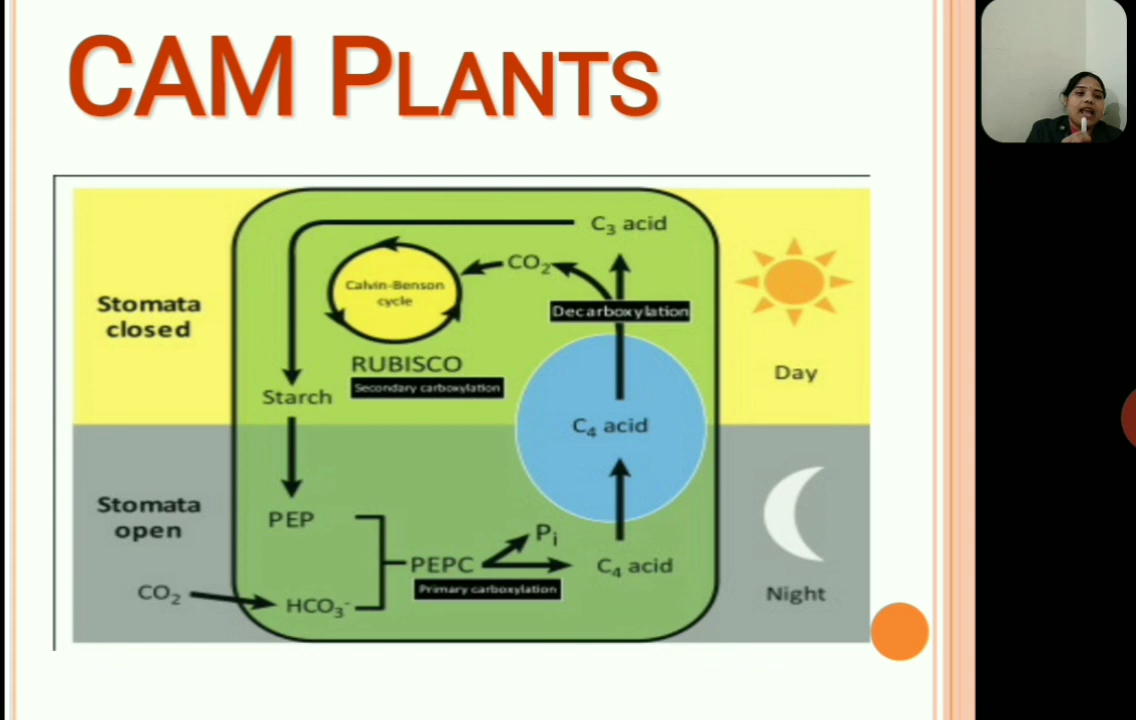 CAM PLANTS
C₃ acid
CO₂
Calvin-Benson
cycle
Decarboxylation
Stomata
closed
RUBISCO
Secondary carboxylation
Starch
Day
C₄ acid
Stomata
open
PEP
Pᵢ
PEPC
C₄ acid
Primary carboxylation
CO₂
HCO₃⁻
Night